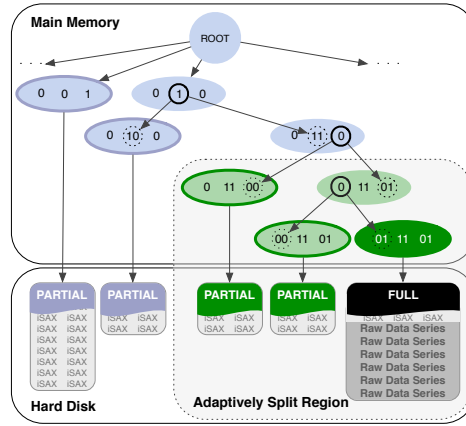 Main Memory
ROOT
. . .
. . .
0 0 1
0 1 0
0 10 0
0 11 0
0 11 00
0 11 01
00 11 01
01 11 01
PARTIAL
iSAX iSAX
iSAX iSAX
iSAX iSAX
iSAX iSAX
iSAX iSAX
iSAX iSAX
iSAX iSAX
PARTIAL
iSAX iSAX
iSAX iSAX
PARTIAL
iSAX iSAX
iSAX iSAX
PARTIAL
iSAX iSAX
iSAX iSAX
FULL
iSAX iSAX iSAX
Raw Data Series
Raw Data Series
Raw Data Series
Raw Data Series
Raw Data Series
Raw Data Series
Hard Disk
Adaptively Split Region